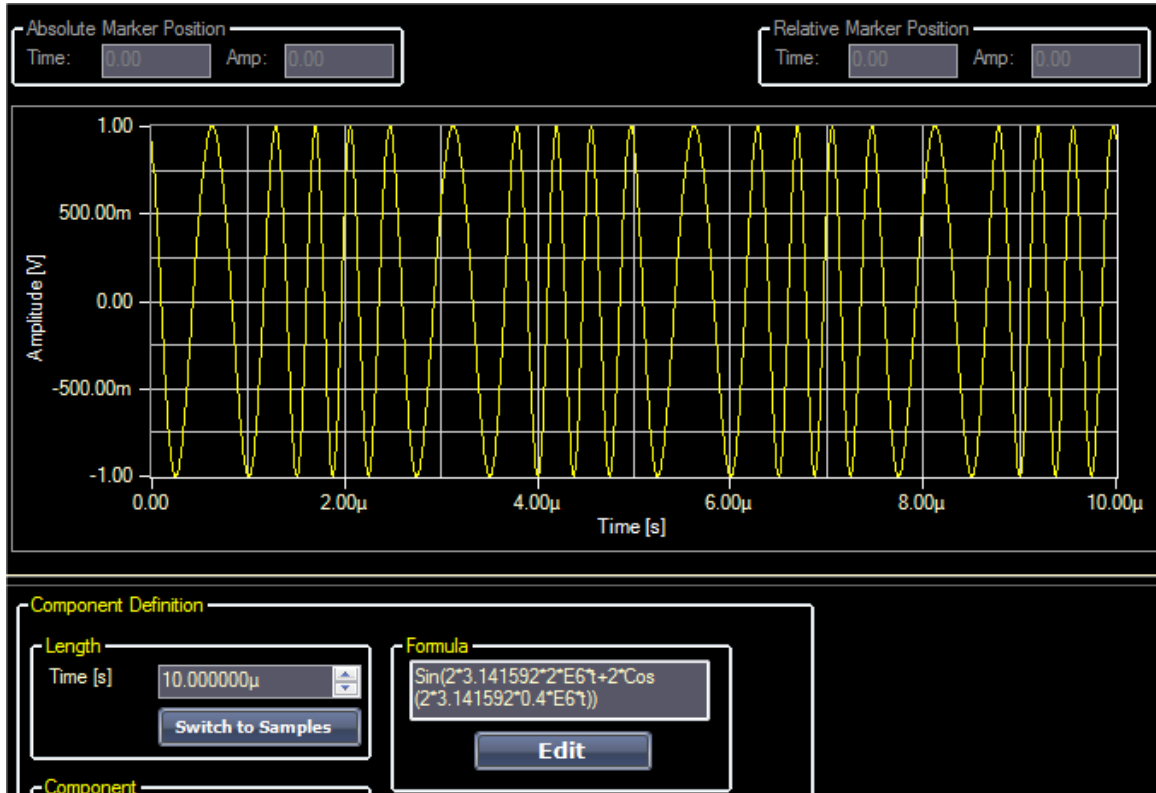 Absolute Marker Position
Time: 0.00 Amp: 0.00
Relative Marker Position
Time: 0.00 Amp: 0.00
1.00
500.00m
0.00
-500.00m
-1.00
Amplitude [V]
0.00 2.00µ 4.00µ 6.00µ 8.00µ 10.00µ
Time [s]
Component Definition
Length
Time [s] 10.000000µ
Switch to Samples
Formula
Sin(2*3.141592*2*E6*t+2*Cos
(2*3.141592*0.4*E6*t))
Edit
Component